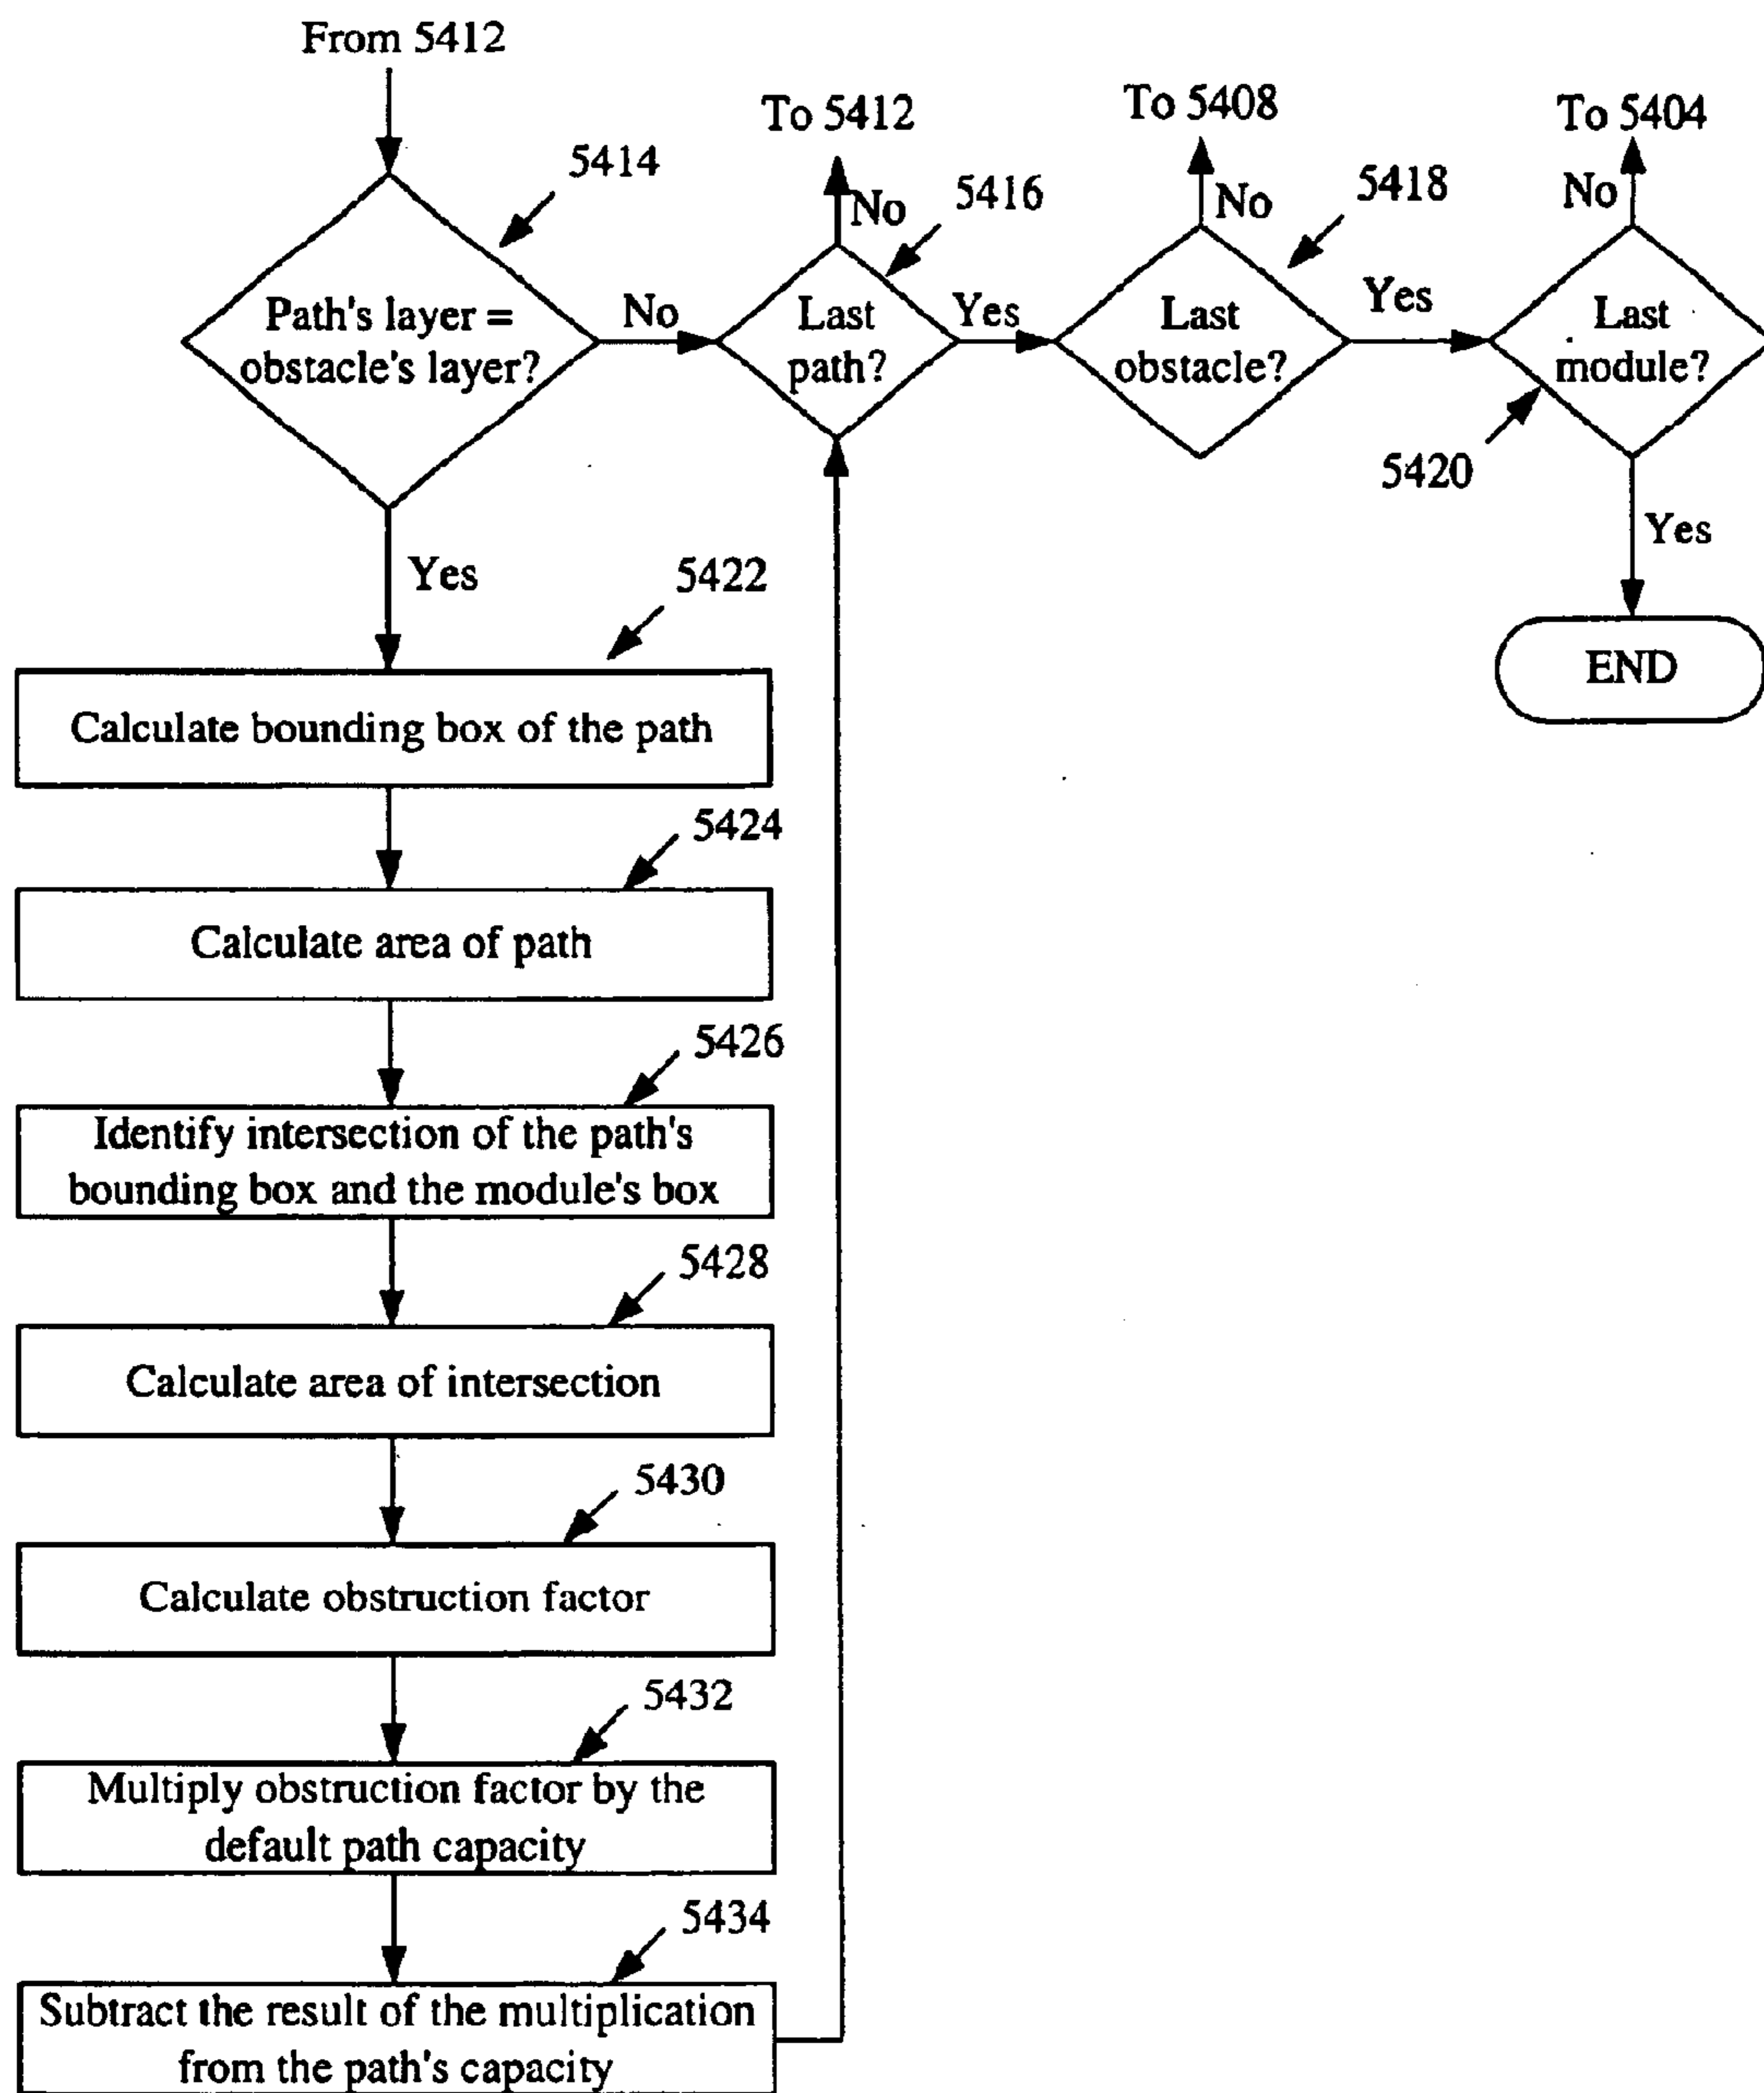 From 5412
To 5412
To 5408
To 5404
5414
No
5416
No
5418
No
Path's layer =
obstacle's layer?
No
Last
path?
Yes
Last
obstacle?
Yes
Last
module?
5420
Yes
Yes
END
5422
Calculate bounding box of the path
5424
Calculate area of path
5426
Identify intersection of the path's
bounding box and the module's box
5428
Calculate area of intersection
5430
Calculate obstruction factor
5432
Multiply obstruction factor by the
default path capacity
5434
Subtract the result of the multiplication
from the path's capacity